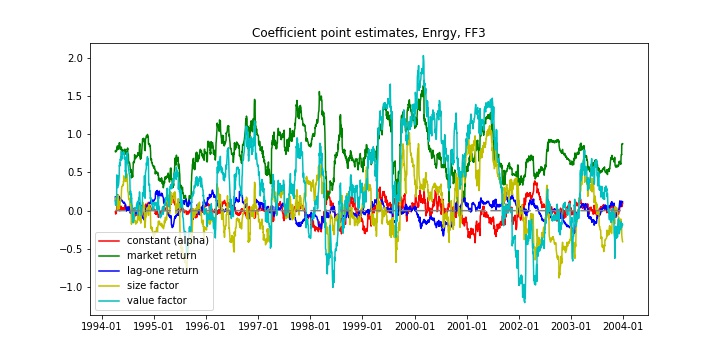 Coefficient point estimates, Enrgy, FF3
2.0
1.5
1.0
0.5
0.0
−0.5
−1.0
constant (alpha)
market return
lag-one return
size factor
value factor
1994-01 1995-01 1996-01 1997-01 1998-01 1999-01 2000-01 2001-01 2002-01 2003-01 2004-01